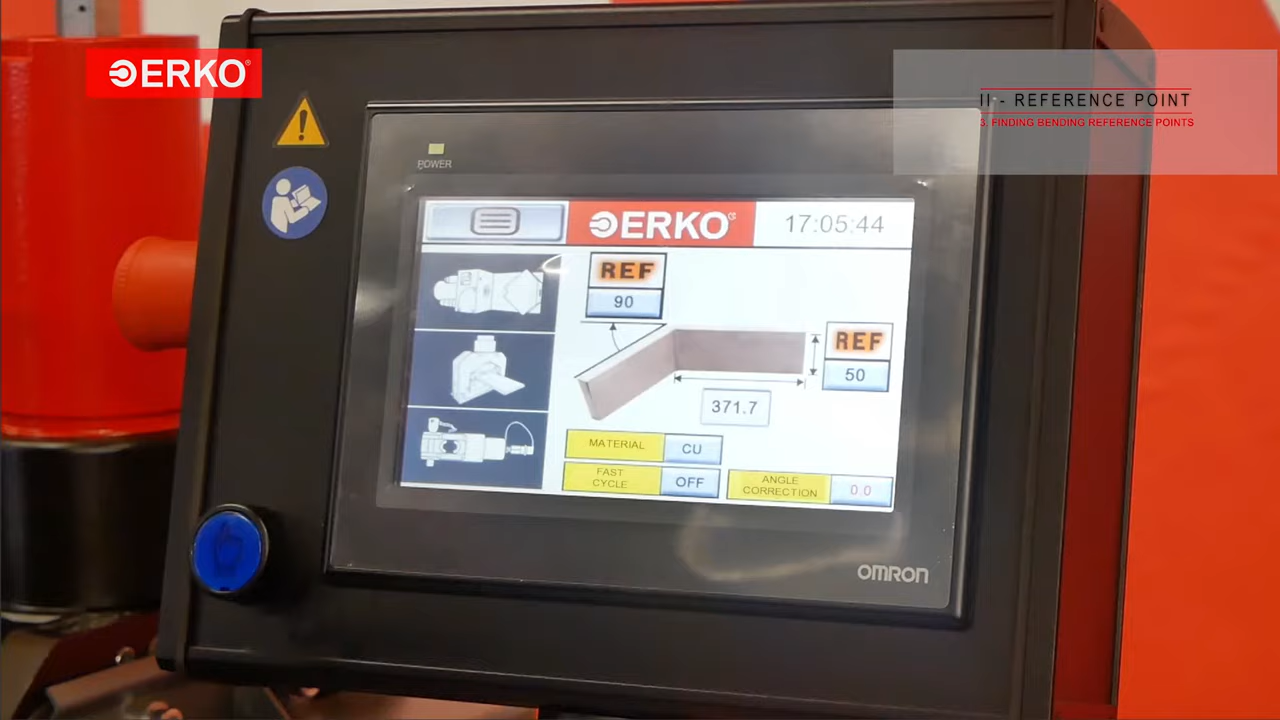 ERKO®
II - REFERENCE POINT
3. FINDING BENDING REFERENCE POINTS
POWER
ERKO
17:05:44
REF
90
REF
50
371.7
MATERIAL
CU
FAST
CYCLE
OFF
ANGLE
CORRECTION
0.0
OMRON